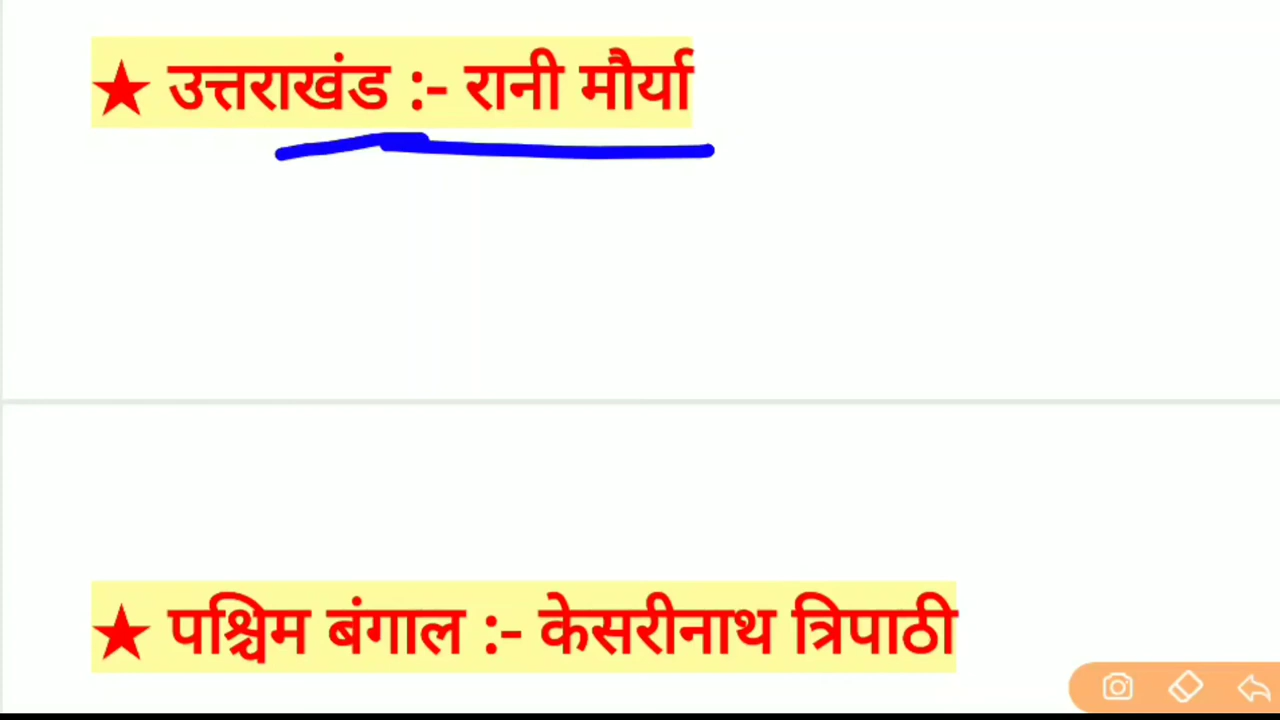 ★ उत्तराखंड :- रानी मौर्या
★ पश्चिम बंगाल :- केसरीनाथ त्रिपाठी